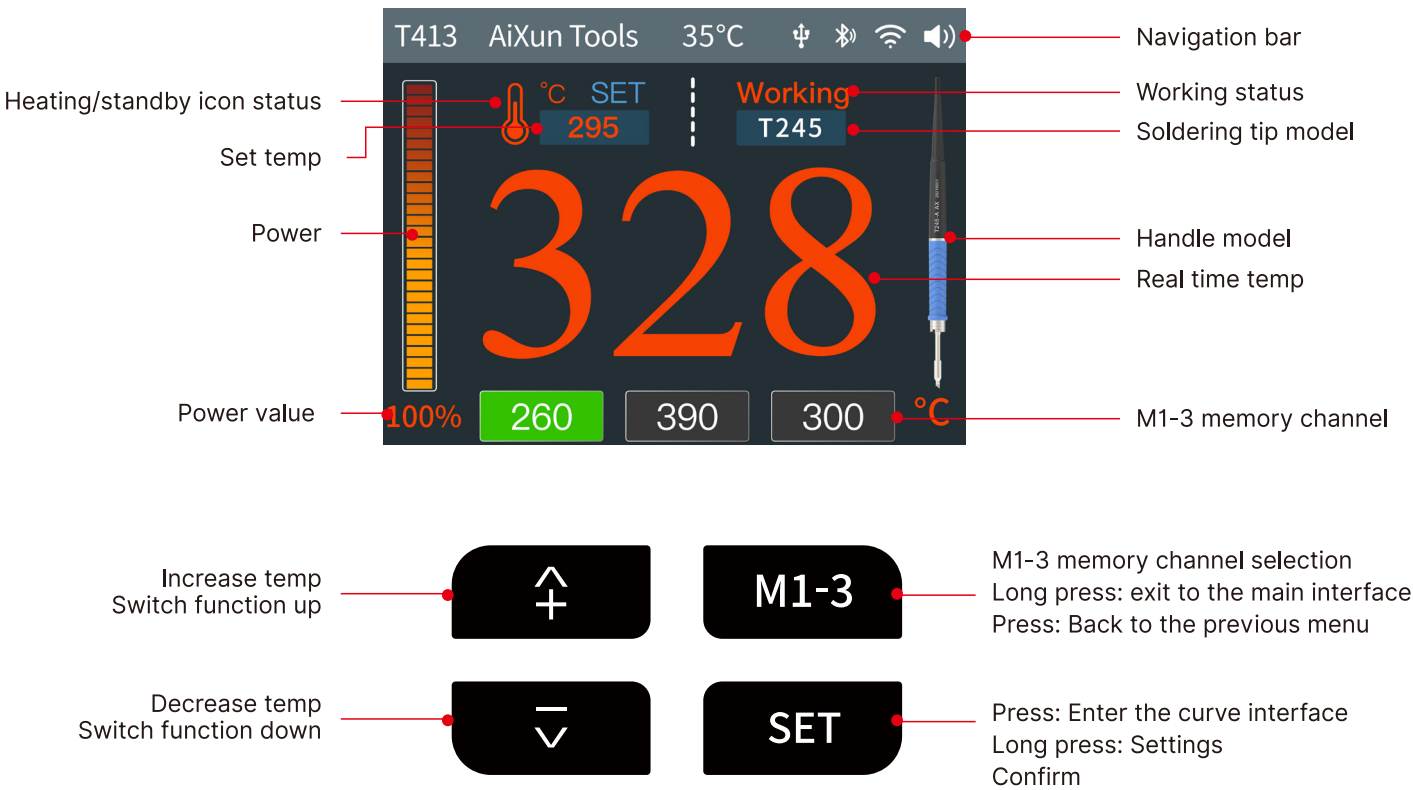 T413 AiXun Tools 35°C
Navigation bar
Heating/standby icon status
°C SET
Working
Working status
Set temp
295
T245
Soldering tip model
Power
328
Handle model
Real time temp
Power value
100%
260
390
300
°C
M1-3 memory channel
Increase temp
Switch function up
+
M1-3
M1-3 memory channel selection
Long press: exit to the main interface
Press: Back to the previous menu
Decrease temp
Switch function down
SET
Press: Enter the curve interface
Long press: Settings
Confirm